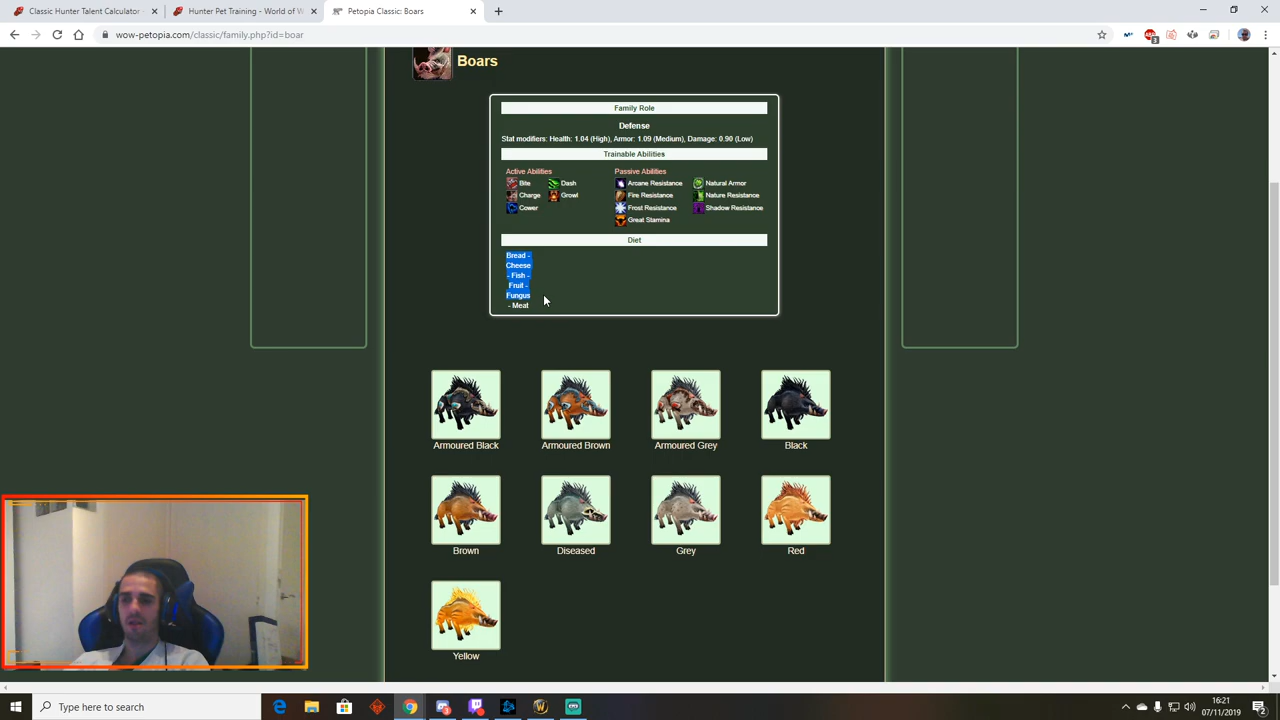 Classic Hunter Talent Calculator -
Hunter Pet Training - World of W
Petopia Classic: Boars
wow-petopia.com/classic/family.php?id=boar
3
Boars
Family Role
Defense
Stat modifiers: Health: 1.04 (High), Armor: 1.09 (Medium), Damage: 0.90 (Low)
Trainable Abilities
Active Abilities
Passive Abilities
Bite
Dash
Arcane Resistance
Natural Armor
Charge
Growl
Fire Resistance
Nature Resistance
Cower
Frost Resistance
Shadow Resistance
Great Stamina
Diet
Bread -
Cheese
- Fish -
Fruit -
Fungus
- Meat
Armoured Black
Armoured Brown
Armoured Grey
Black
Brown
Diseased
Grey
Red
Yellow
Type here to search
16:21
07/11/2019